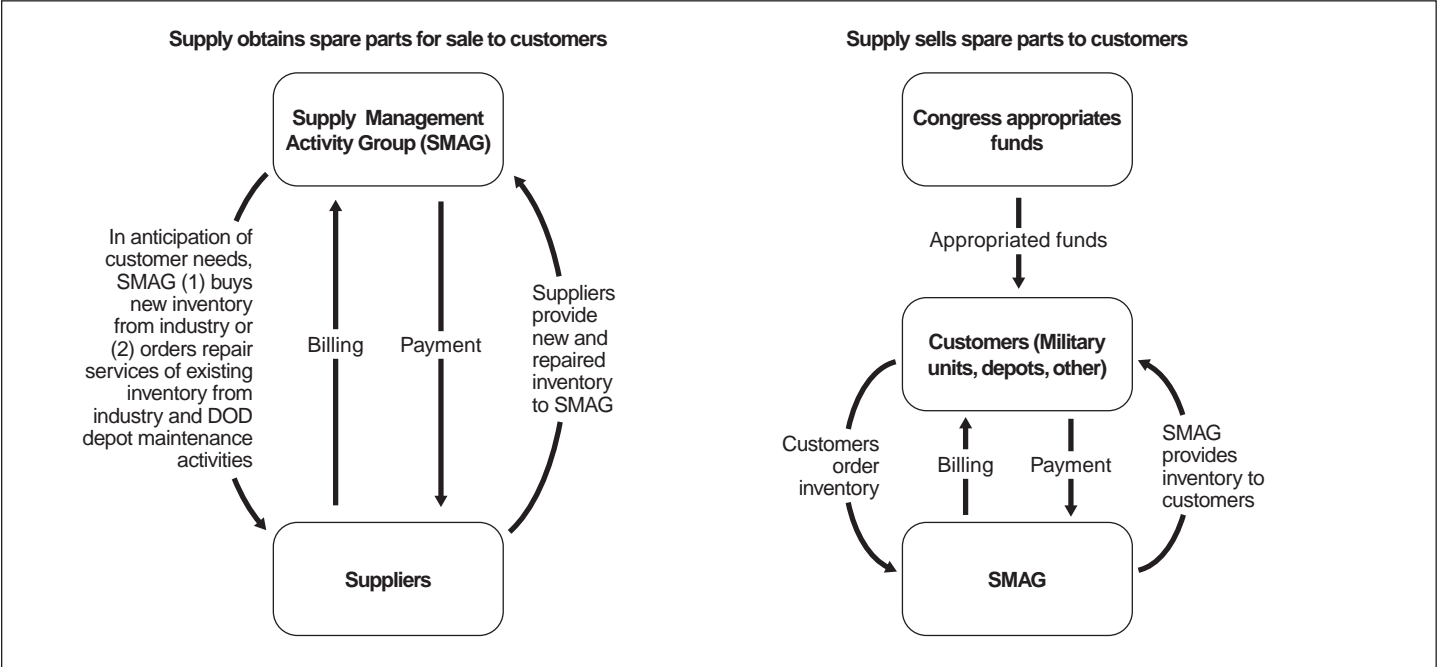 Supply obtains spare parts for sale to customers
Supply Management
Activity Group (SMAG)
In anticipation of
customer needs,
SMAG (1) buys
new inventory
from industry or
(2) orders repair
services of existing
inventory from
industry and DOD
depot maintenance
activities
Billing
Payment
Suppliers
provide
new and
repaired
inventory
to SMAG
Suppliers
Supply sells spare parts to customers
Congress appropriates
funds
Appropriated funds
Customers (Military
units, depots, other)
Customers
order
inventory
Billing
Payment
SMAG
provides
inventory to
customers
SMAG